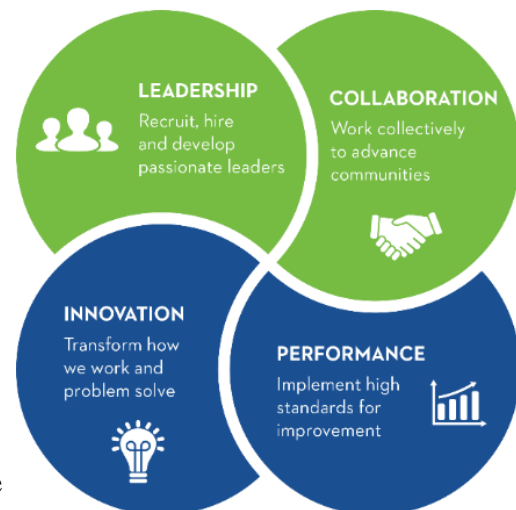 LEADERSHIP
Recruit, hire
and develop
passionate leaders
COLLABORATION
Work collectively
to advance
communities
INNOVATION
Transform how
we work and
problem solve
PERFORMANCE
Implement high
standards for
improvement